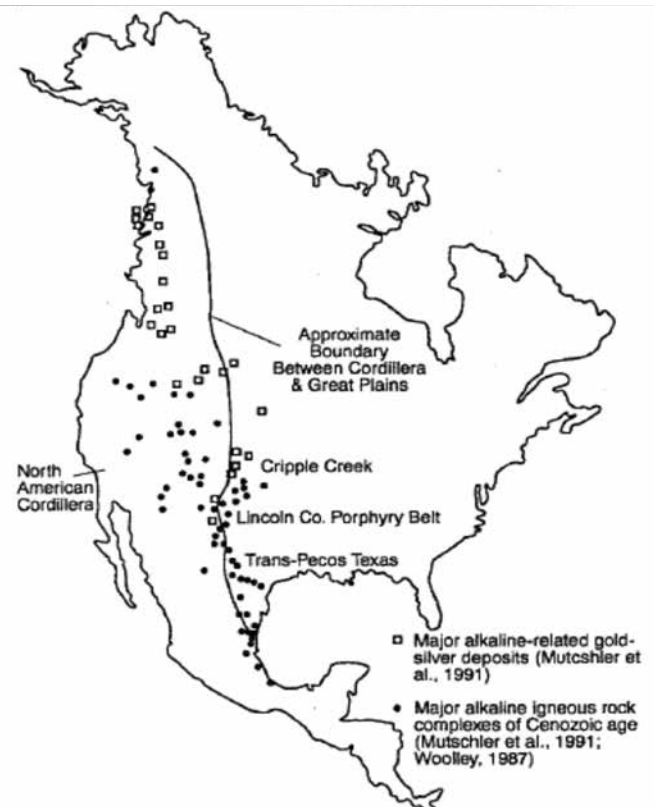 Approximate
Boundary
Between Cordillera
& Great Plains
Cripple Creek
North
American
Cordillera
Lincoln Co. Porphyry Belt
Trans-Pecos Texas
Major alkaline-related gold-
silver deposits (Mutcshler et
al., 1991)
Major alkaline igneous rock
complexes of Cenozoic age
(Mutschler et al., 1991;
Woolley, 1987)